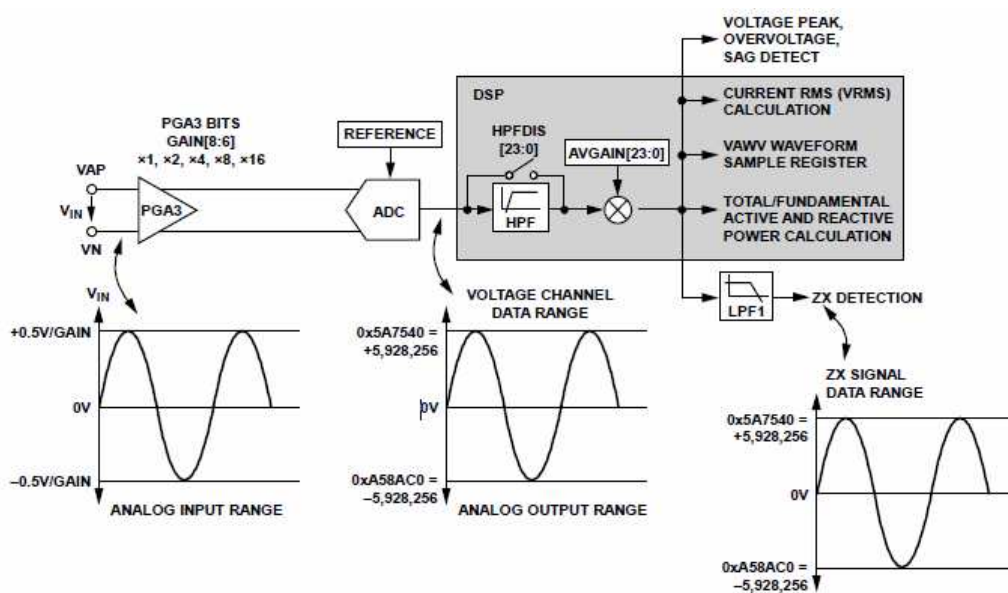 VOLTAGE PEAK,
OVERVOLTAGE,
SAG DETECT
DSP
CURRENT RMS (VRMS)
CALCULATION
PGA3 BITS
GAIN[8:6]
×1, ×2, ×4, ×8, ×16
REFERENCE
HPFDIS
[23:0]
AVGAIN[23:0]
VAWV WAVEFORM
SAMPLE REGISTER
VAP
VIN
VN
PGA3
ADC
HPF
TOTAL/FUNDAMENTAL
ACTIVE AND REACTIVE
POWER CALCULATION
LPF1
ZX DETECTION
VIN
+0.5V/GAIN
0V
–0.5V/GAIN
ANALOG INPUT RANGE
VOLTAGE CHANNEL
DATA RANGE
0x5A7540 =
+5,928,256
0V
0xA58AC0 =
–5,928,256
ANALOG OUTPUT RANGE
ZX SIGNAL
DATA RANGE
0x5A7540 =
+5,928,256
0V
0xA58AC0 =
–5,928,256